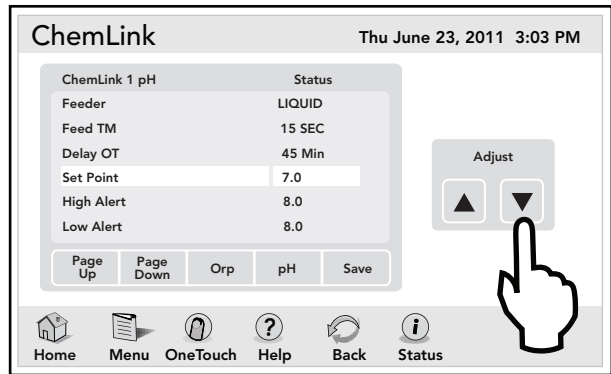 ChemLink Thu June 23, 2011 3:03 PM
ChemLink 1 pH Status
Feeder LIQUID
Feed TM 15 SEC
Delay OT 45 Min
Set Point 7.0
High Alert 8.0
Low Alert 8.0
Adjust
Page Up Page Down Orp pH Save
? i
Home Menu OneTouch Help Back Status